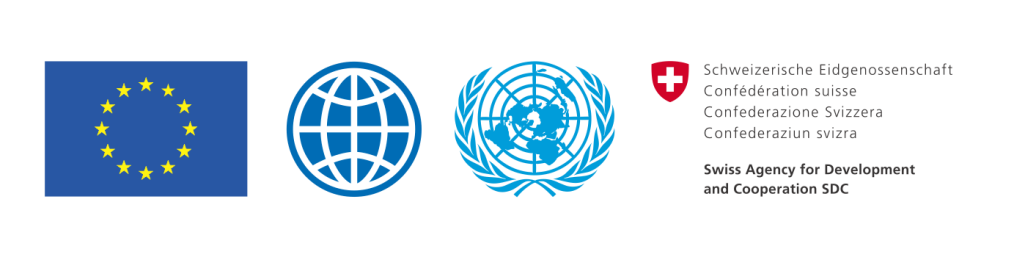 Schweizerische Eidgenossenschaft
Confédération suisse
Confederazione Svizzera
Confederaziun svizra
Swiss Agency for Development
and Cooperation SDC